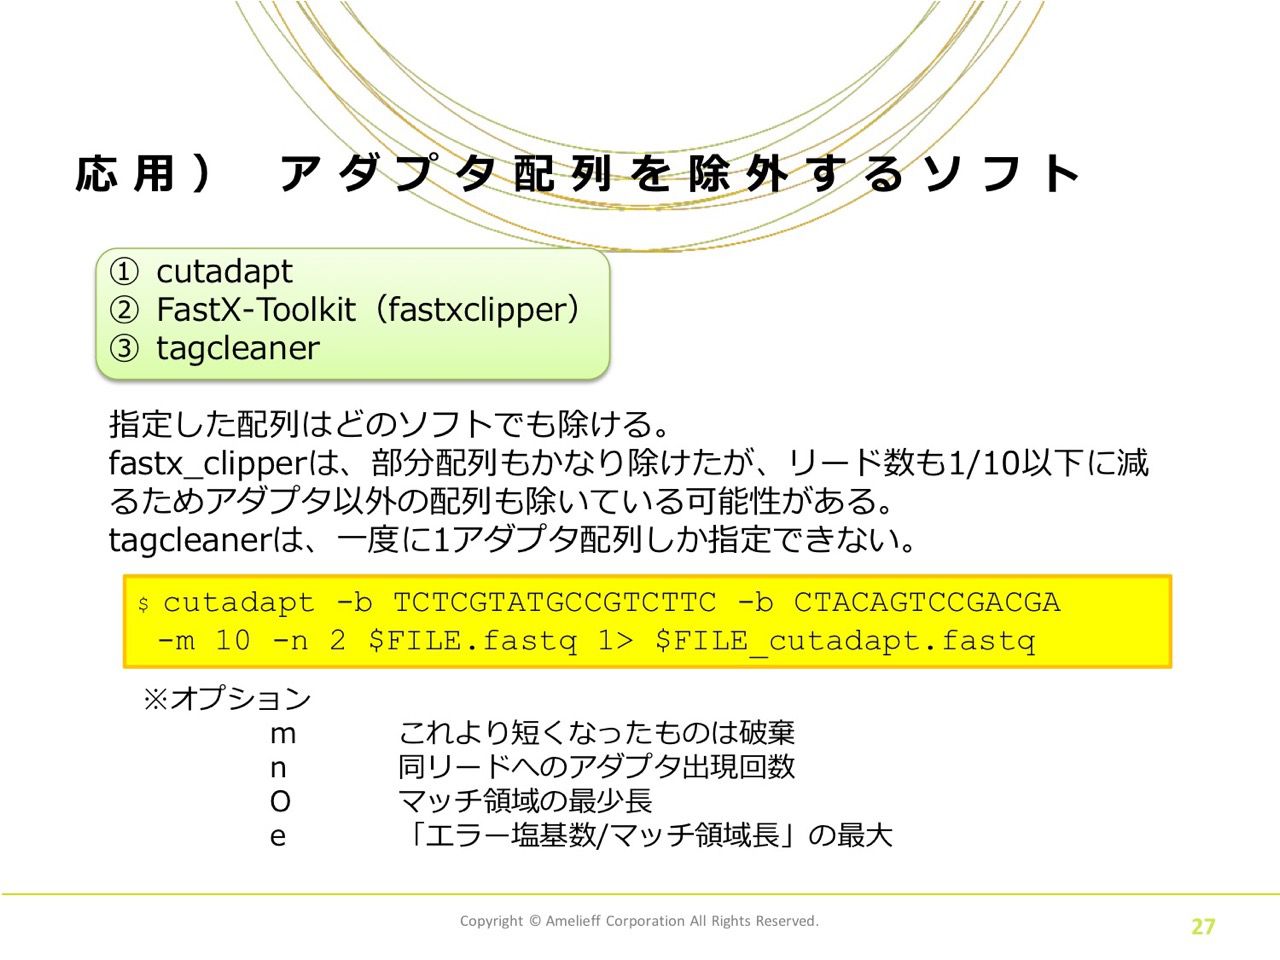 応用） アダプタ配列を除外するソフト
① cutadapt
② FastX-Toolkit（fastxclipper）
③ tagcleaner
指定した配列はどのソフトでも除ける。
fastx_clipperは、部分配列もかなり除けたが、リード数も1/10以下に減
るためアダプタ以外の配列も除いている可能性がある。
tagcleanerは、一度に1アダプタ配列しか指定できない。
$ cutadapt -b TCTCGTATGCCGTCTTC -b CTACAGTCCGACGA
-m 10 -n 2 $FILE.fastq 1> $FILE_cutadapt.fastq
※オプション
m これより短くなったものは破棄
n 同リードへのアダプタ出現回数
O マッチ領域の最少長
e 「エラー塩基数/マッチ領域長」の最大
Copyright © Amelieff Corporation All Rights Reserved.
27